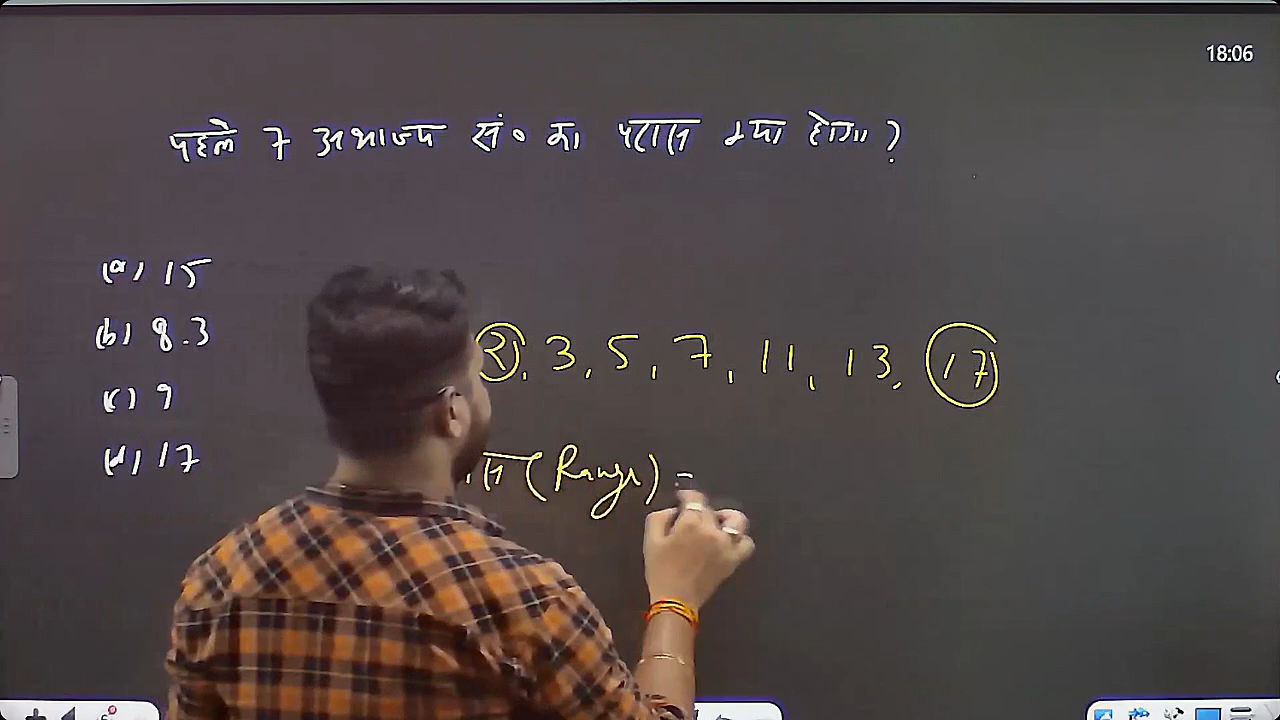 18:06
पहले 7 अभाज्य सं० का परास क्या होगा ?
(a) 15
(b) 8.3
(c) 9
(d) 17
2, 3, 5, 7, 11, 13, 17
(Range) =